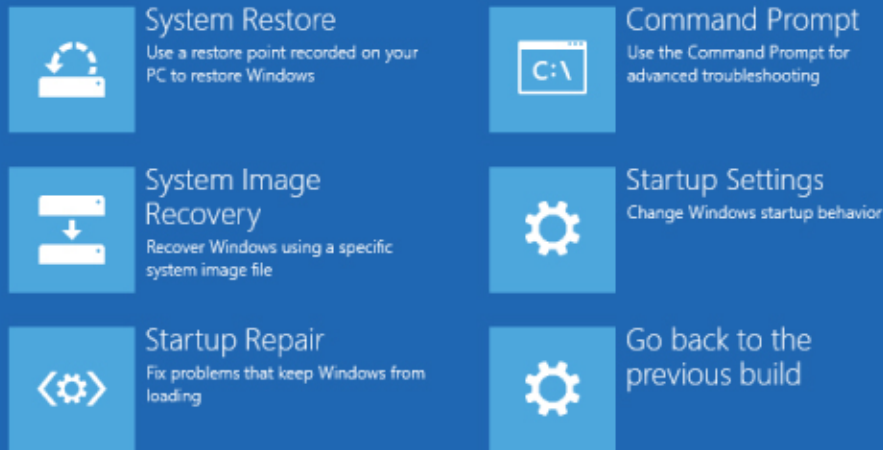 System Restore
Use a restore point recorded on your
PC to restore Windows
System Image
Recovery
Recover Windows using a specific
system image file
Startup Repair
Fix problems that keep Windows from
loading
C:\
Command Prompt
Use the Command Prompt for
advanced troubleshooting
Startup Settings
Change Windows startup behavior
Go back to the
previous build